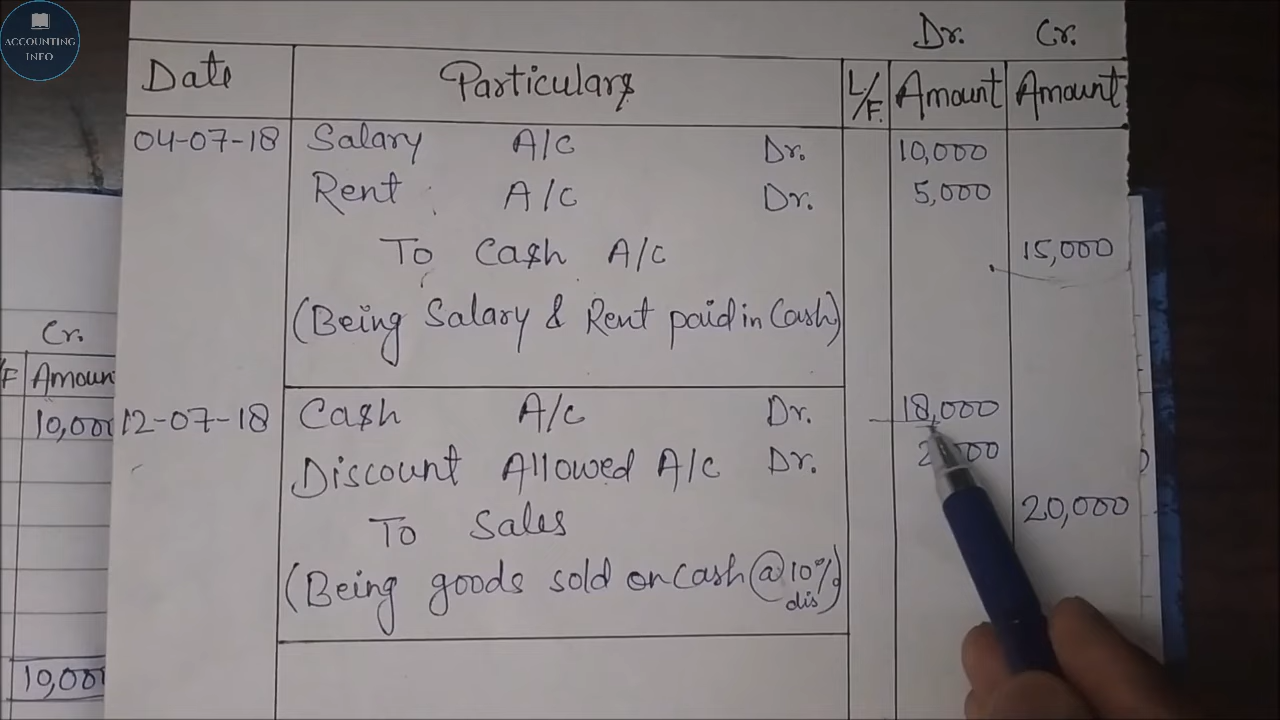 ACCOUNTING
INFO
Dr. Cr.
Date Particulars L/F. Amount Amount
04-07-18 Salary A/C Dr. 10,000
Rent A/C Dr. 5,000
To Cash A/C 15,000
(Being Salary & Rent paid in Cash)
12-07-18 Cash A/C Dr. 18,000
Discount Allowed A/C Dr.
To Sales 20,000
(Being goods sold on cash @ 10%
dis)
Cr.
F Amoun
10,000
10,000